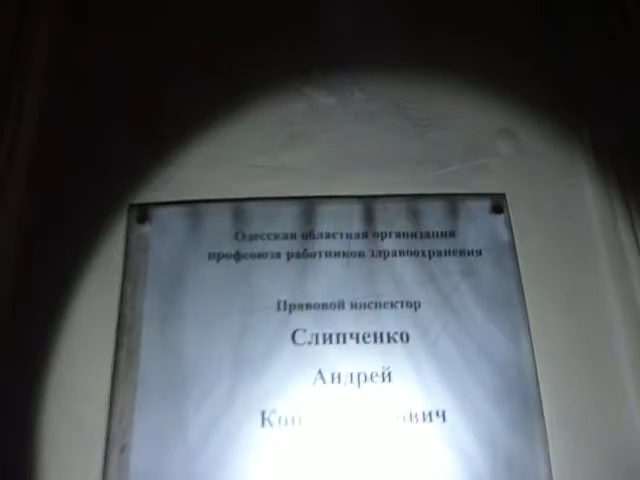 Одесская областная организация
профсоюза работников здравоохранения
Правовой инспектор
Слипченко
Андрей